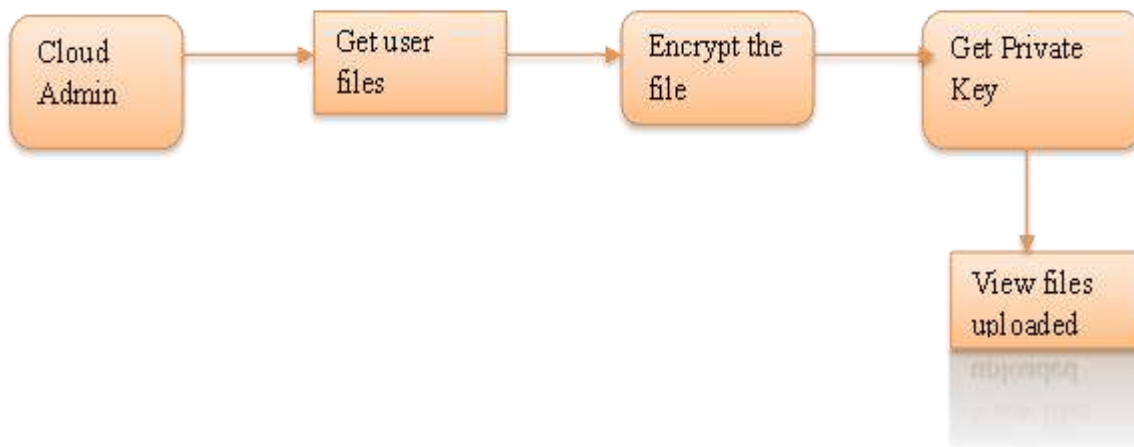 Cloud
Admin
Get user
files
Encrypt the
file
Get Private
Key
View files
uploaded